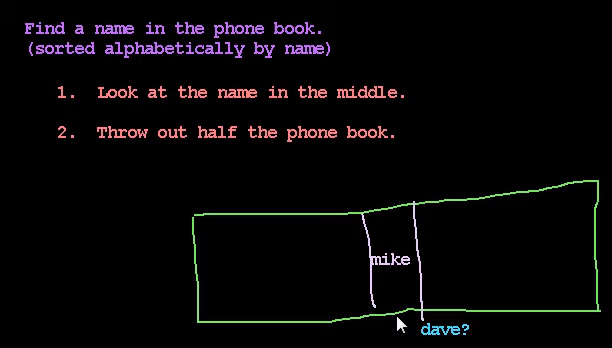 Find a name in the phone book.
(sorted alphabetically by name)
1. Look at the name in the middle.
2. Throw out half the phone book.
mike
dave?